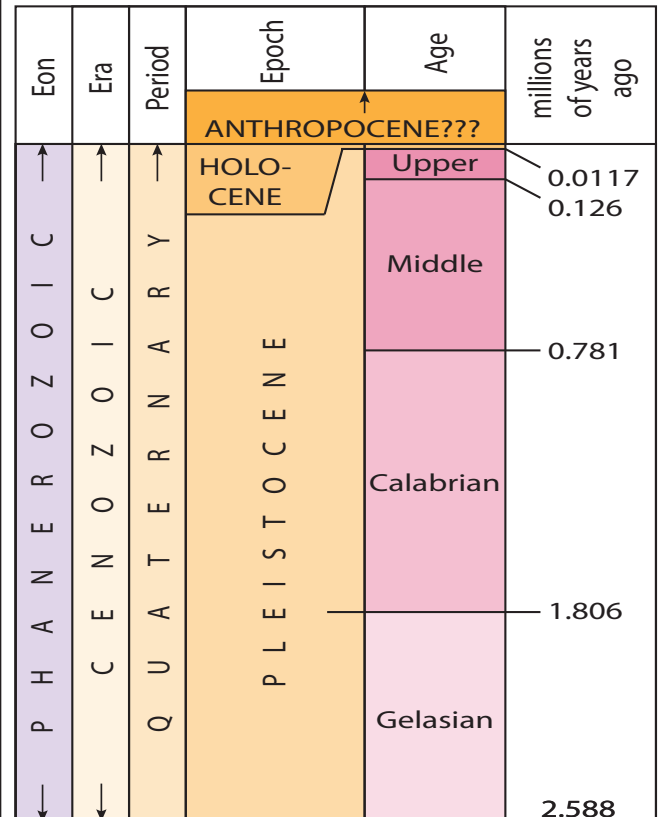 Eon
Era
Period
Epoch
Age
millions
of years
ago
ANTHROPOCENE???
HOLO-
CENE
Upper
0.0117
0.126
Middle
0.781
PHANEROZOIC
CENOZOIC
QUATERNARY
PLEISTOCENE
Calabrian
1.806
Gelasian
2.588